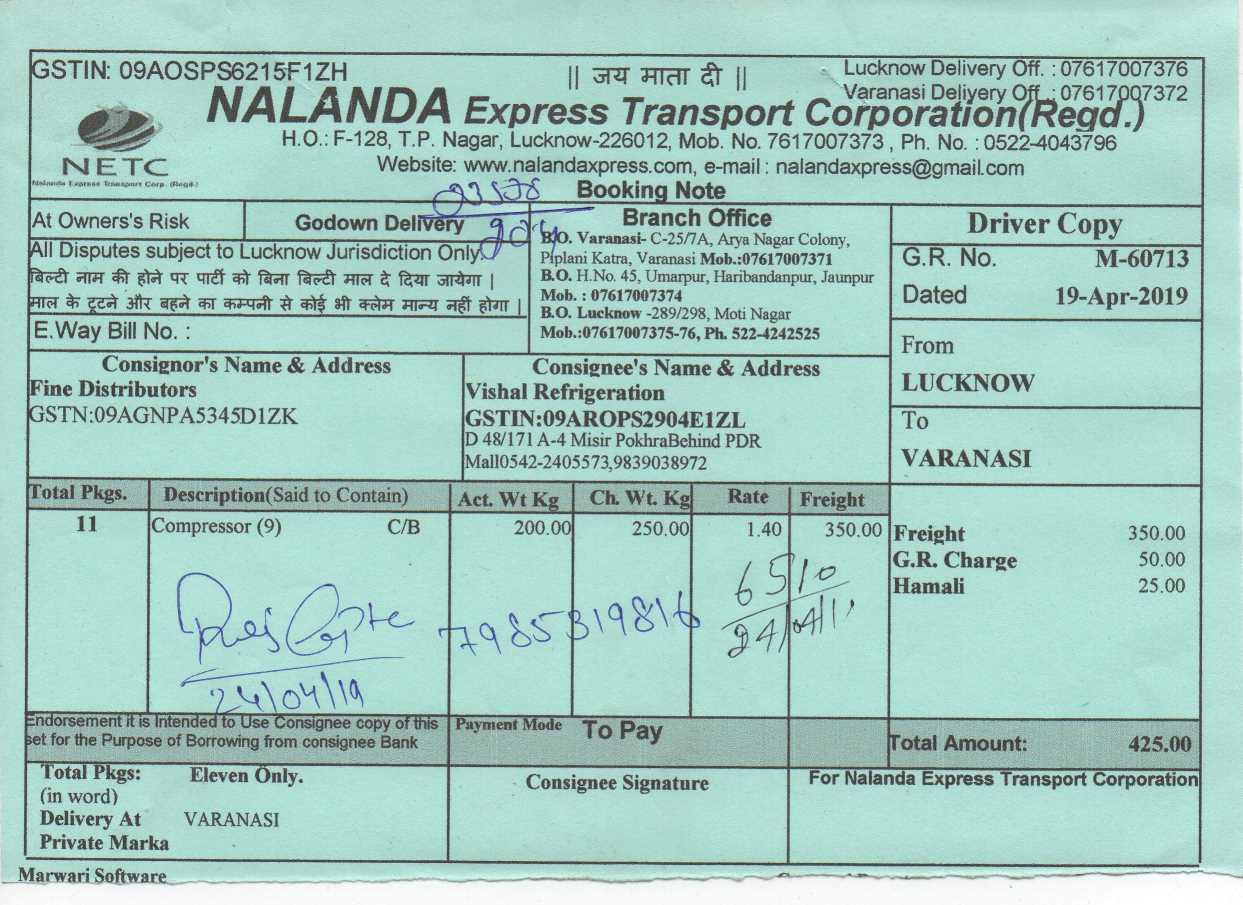 GSTIN: 09AOSPS6215F1ZH
|| जय माता दी ||
Lucknow Delivery Off. : 07617007376
Varanasi Delivery Off. : 07617007372
NALANDA Express Transport Corporation(Regd.)
H.O.: F-128, T.P. Nagar, Lucknow-226012, Mob. No. 7617007373 , Ph. No. : 0522-4043796
Website: www.nalandaxpress.com, e-mail : nalandaxpress@gmail.com
NETC
Nalanda Express Transport Corp. (Regd.)
Booking Note
At Owners's Risk
Godown Delivery
All Disputes subject to Lucknow Jurisdiction Only.
बिल्टी नाम की होने पर पार्टी को बिना बिल्टी माल दे दिया जायेगा |
माल के टूटने और बहने का कम्पनी से कोई भी क्लेम मान्य नहीं होगा |
E.Way Bill No. :
Branch Office
B.O. Varanasi- C-25/7A, Arya Nagar Colony,
Piplani Katra, Varanasi Mob.:07617007371
B.O. H.No. 45, Umarpur, Haribandanpur, Jaunpur
Mob. : 07617007374
B.O. Lucknow -289/298, Moti Nagar
Mob.:07617007375-76, Ph. 522-4242525
Driver Copy
G.R. No. M-60713
Dated 19-Apr-2019
From
LUCKNOW
To
VARANASI
Consignor's Name & Address
Fine Distributors
GSTN:09AGNPA5345D1ZK
Consignee's Name & Address
Vishal Refrigeration
GSTIN:09AROPS2904E1ZL
D 48/171 A-4 Misir PokhraBehind PDR
Mall0542-2405573,9839038972
Total Pkgs. Description(Said to Contain) Act. Wt Kg Ch. Wt. Kg Rate Freight
11 Compressor (9) C/B 200.00 250.00 1.40 350.00
Freight 350.00
G.R. Charge 50.00
Hamali 25.00
7985319816
6510
24/04/19
Endorsement it is Intended to Use Consignee copy of this
set for the Purpose of Borrowing from consignee Bank
Payment Mode To Pay
Total Amount: 425.00
Total Pkgs: Eleven Only.
(in word)
Delivery At VARANASI
Private Marka
Consignee Signature
For Nalanda Express Transport Corporation
Marwari Software